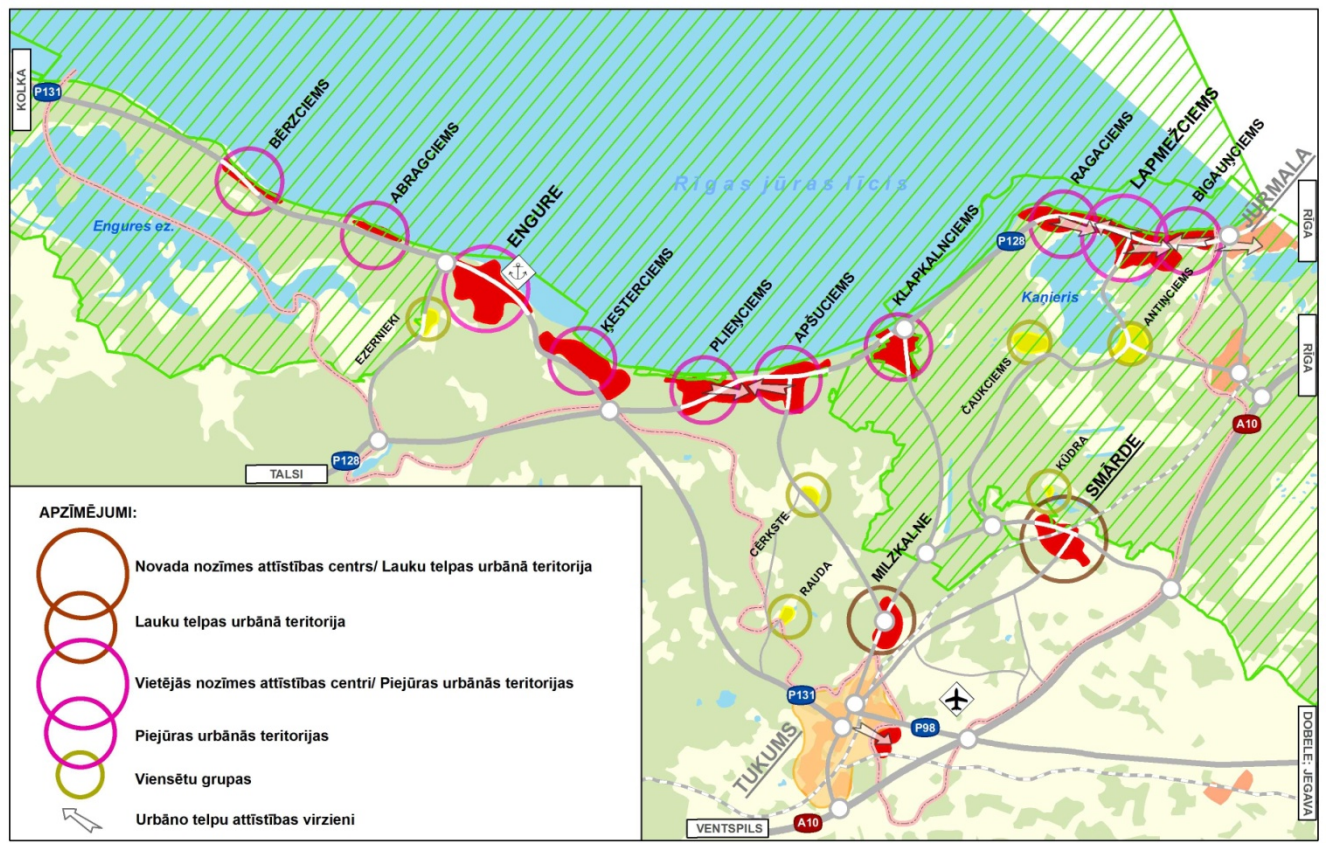 KOLKA
P131
BĒRZCIEMS
ABRAGCIEMS
ENGURE
Engures ez.
EZERNIEKI
ĶESTERCIEMS
Rīgas jūras līcis
PLIEŅCIEMS
APŠUCIEMS
KLAPKALNCIEMS
P128
RAGACIEMS
LAPMEŽCIEMS
BIGAUŅCIEMS
JŪRMALA
RĪGA
Kaņieris
ANTIŅCIEMS
ČAUKCIEMS
RĪGA
A10
P128
TALSI
KŪDRA
SMĀRDE
CĒRKSTE
MILZKALNE
RAUDA
P131
P98
TUKUMS
DOBELE; JEGAVA
VENTSPILS
A10
APZĪMĒJUMI:
Novada nozīmes attīstības centrs/ Lauku telpas urbānā teritorija
Lauku telpas urbānā teritorija
Vietējās nozīmes attīstības centri/ Piejūras urbānās teritorijas
Piejūras urbānās teritorijas
Viensētu grupas
Urbāno telpu attīstības virzieni